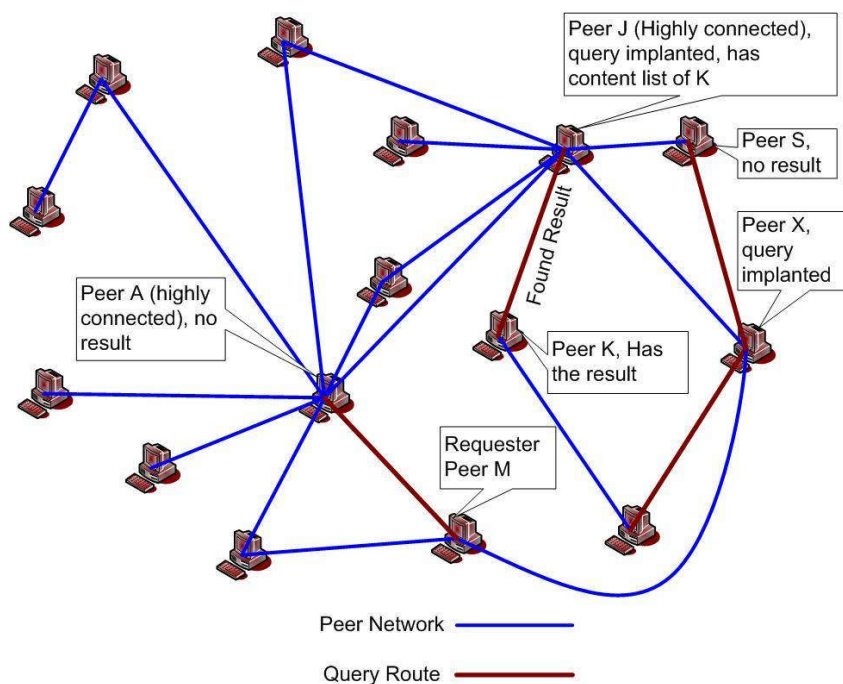 Peer J (Highly connected),
query implanted, has
content list of K
Peer S,
no result
Peer X,
query
implanted
Found Result
Peer A (highly
connected), no
result
Peer K, Has
the result
Requester
Peer M
Peer Network
Query Route